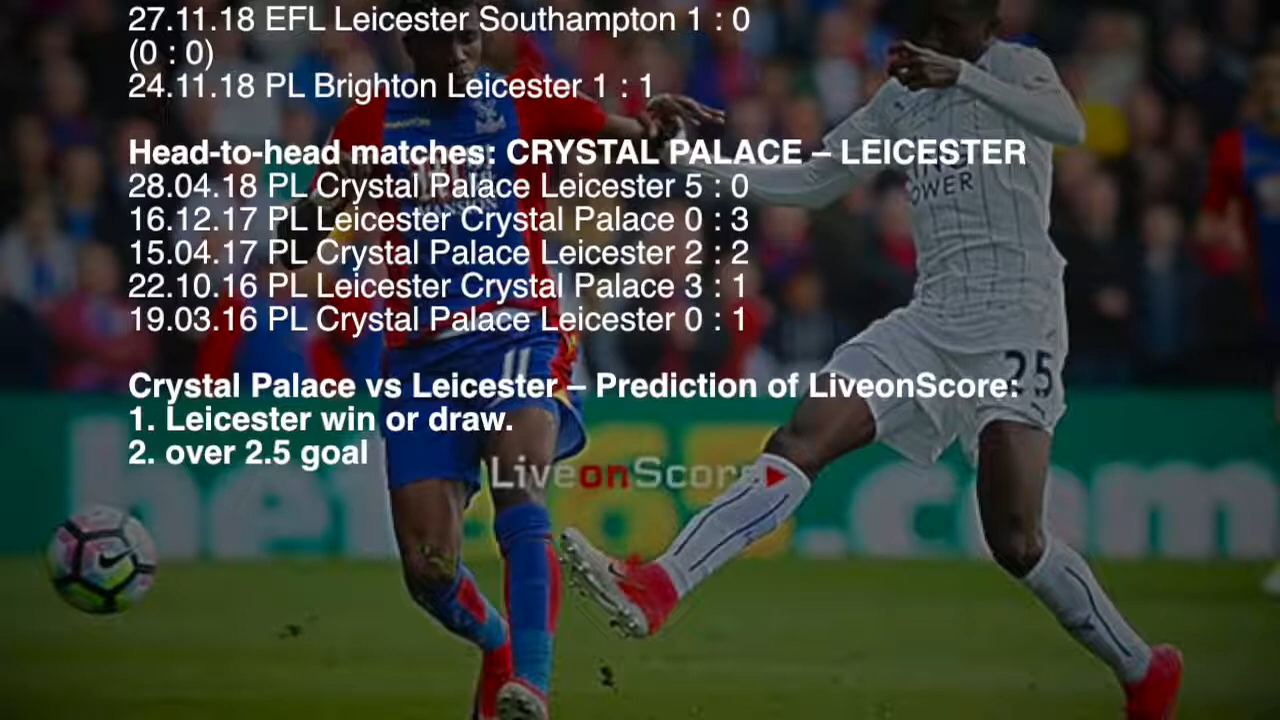 27.11.18 EFL Leicester Southampton 1 : 0
(0 : 0)
24.11.18 PL Brighton Leicester 1 : 1
Head-to-head matches: CRYSTAL PALACE – LEICESTER
28.04.18 PL Crystal Palace Leicester 5 : 0
16.12.17 PL Leicester Crystal Palace 0 : 3
15.04.17 PL Crystal Palace Leicester 2 : 2
22.10.16 PL Leicester Crystal Palace 3 : 1
19.03.16 PL Crystal Palace Leicester 0 : 1
Crystal Palace vs Leicester – Prediction of LiveonScore:
1. Leicester win or draw.
2. over 2.5 goal
LiveonScore
POWER
11
25
.com